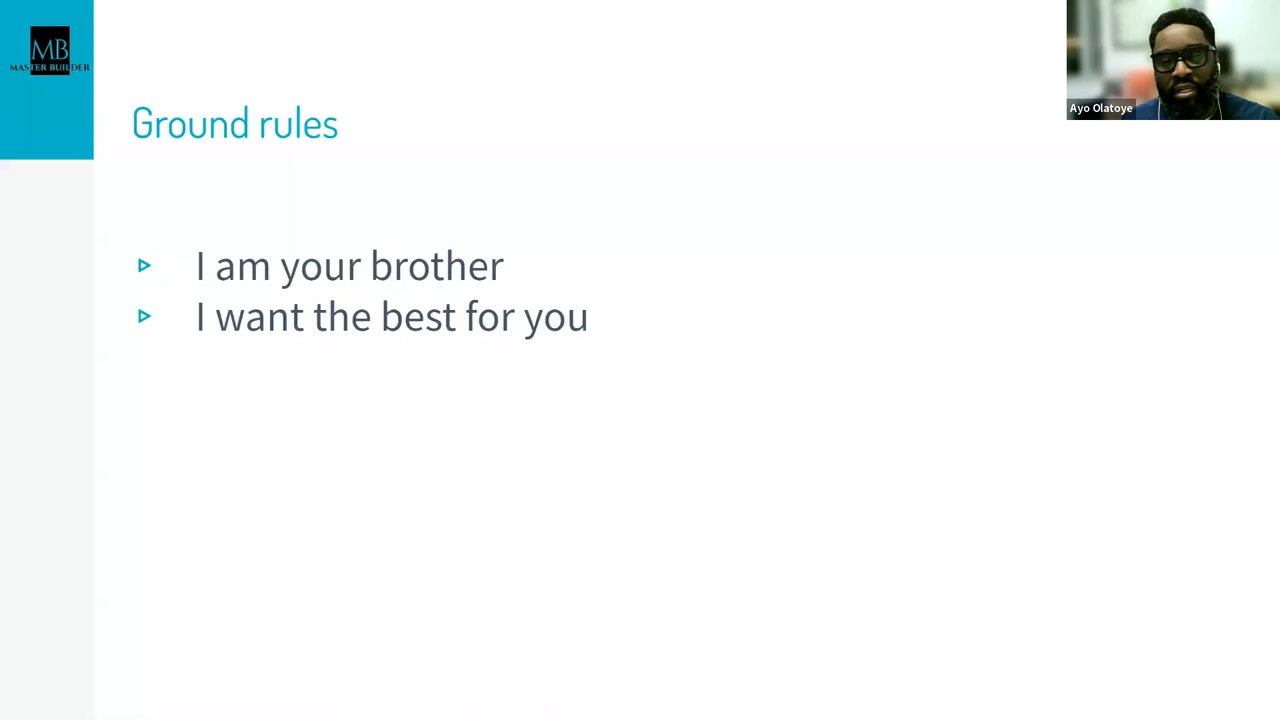 MB
MASTER BUILDER
Ayo Olatoye
Ground rules
I am your brother
I want the best for you